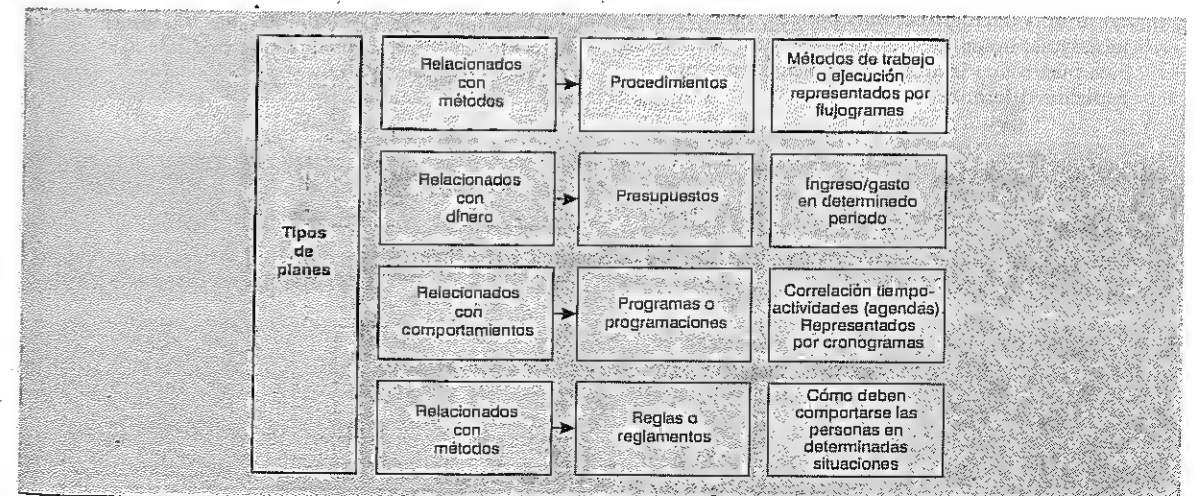 Tipos
de
planes
Relacionados
con
métodos
Procedimientos
Métodos de trabajo
o ejecución
representados por
flujogramas
Relacionados
con
dinero
Presupuestos
Ingreso/gasto
en determinado
periodo
Relacionados
con
comportamientos
Programas o
programaciones
Correlación tiempo-
actividades (agendas)
Representados
por cronogramas
Relacionados
con
métodos
Reglas o
reglamentos
Cómo deben
comportarse las
personas en
determinadas
situaciones